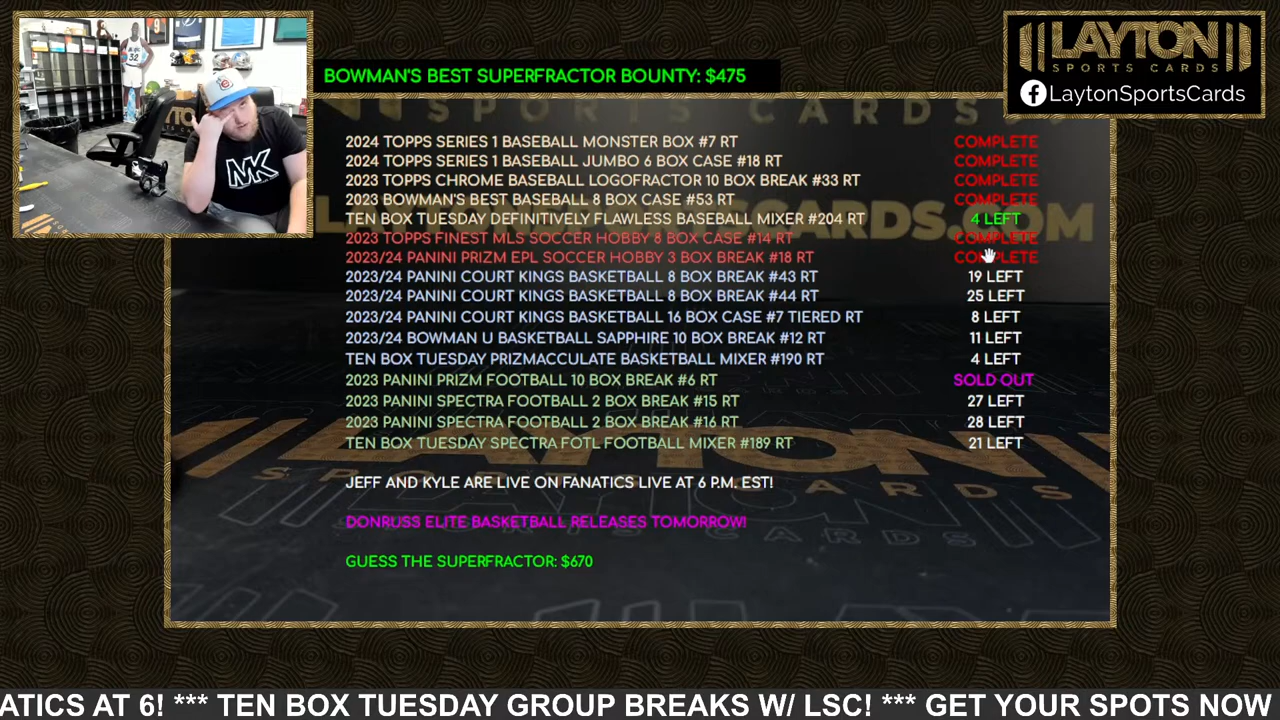 BOWMAN'S BEST SUPERFRACTOR BOUNTY: $475
LAYTON
SPORTS CARDS
LaytonSportsCards
32
MK
SPORTS CARDS
2024 TOPPS SERIES 1 BASEBALL MONSTER BOX #7 RT COMPLETE
2024 TOPPS SERIES 1 BASEBALL JUMBO 6 BOX CASE #18 RT COMPLETE
2023 TOPPS CHROME BASEBALL LOGOFRACTOR 10 BOX BREAK #33 RT COMPLETE
2023 BOWMAN'S BEST BASEBALL 8 BOX CASE #53 RT COMPLETE
TEN BOX TUESDAY DEFINITIVELY FLAWLESS BASEBALL MIXER #204 RT 4 LEFT
2023 TOPPS FINEST MLS SOCCER HOBBY 8 BOX CASE #14 RT COMPLETE
2023/24 PANINI PRIZM EPL SOCCER HOBBY 3 BOX BREAK #18 RT COMPLETE
2023/24 PANINI COURT KINGS BASKETBALL 8 BOX BREAK #43 RT 19 LEFT
2023/24 PANINI COURT KINGS BASKETBALL 8 BOX BREAK #44 RT 25 LEFT
2023/24 PANINI COURT KINGS BASKETBALL 16 BOX CASE #7 TIERED RT 8 LEFT
2023/24 BOWMAN U BASKETBALL SAPPHIRE 10 BOX BREAK #12 RT 11 LEFT
TEN BOX TUESDAY PRIZMACCULATE BASKETBALL MIXER #190 RT 4 LEFT
2023 PANINI PRIZM FOOTBALL 10 BOX BREAK #6 RT SOLD OUT
2023 PANINI SPECTRA FOOTBALL 2 BOX BREAK #15 RT 27 LEFT
2023 PANINI SPECTRA FOOTBALL 2 BOX BREAK #16 RT 28 LEFT
TEN BOX TUESDAY SPECTRA FOTL FOOTBALL MIXER #189 RT 21 LEFT
JEFF AND KYLE ARE LIVE ON FANATICS LIVE AT 6 P.M. EST!
DONRUSS ELITE BASKETBALL RELEASES TOMORROW!
GUESS THE SUPERFRACTOR: $670
ATICS AT 6! *** TEN BOX TUESDAY GROUP BREAKS W/ LSC! *** GET YOUR SPOTS NOW